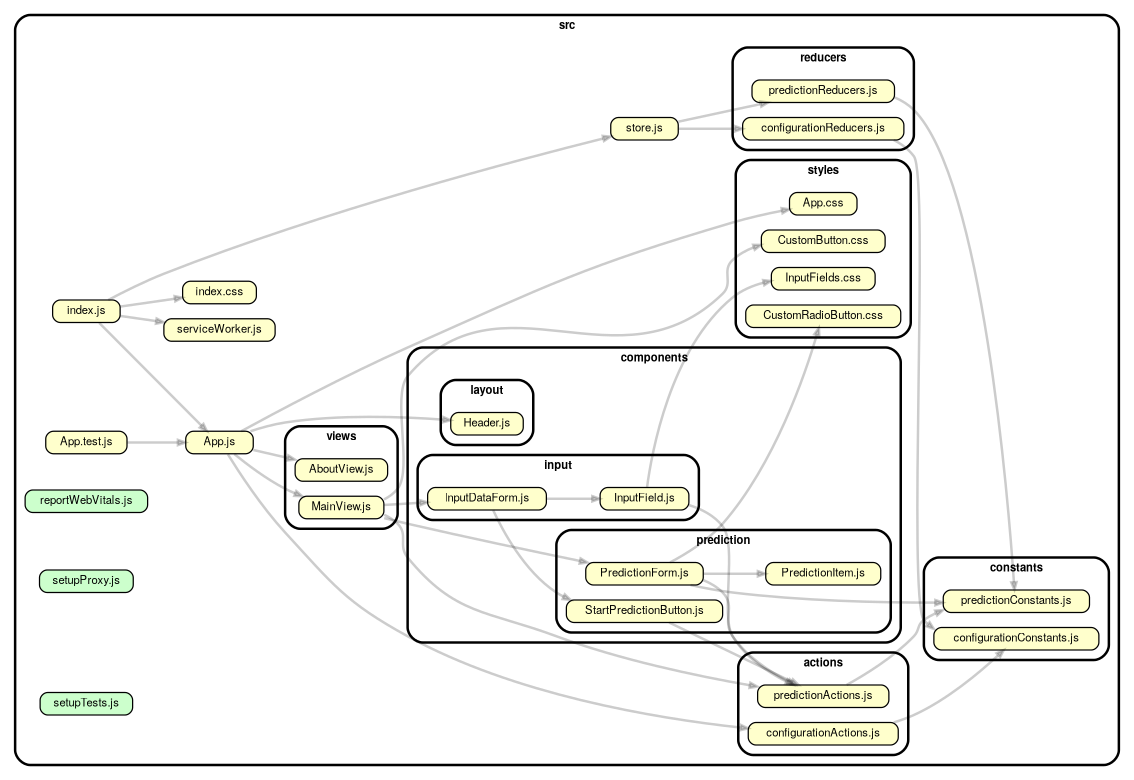 src
reducers
predictionReducers.js
store.js
configurationReducers.js
styles
App.css
CustomButton.css
InputFields.css
CustomRadioButton.css
index.css
index.js
serviceWorker.js
components
layout
Header.js
App.test.js
App.js
views
AboutView.js
MainView.js
input
InputDataForm.js
InputField.js
reportWebVitals.js
prediction
PredictionForm.js
PredictionItem.js
StartPredictionButton.js
setupProxy.js
constants
predictionConstants.js
configurationConstants.js
actions
predictionActions.js
configurationActions.js
setupTests.js